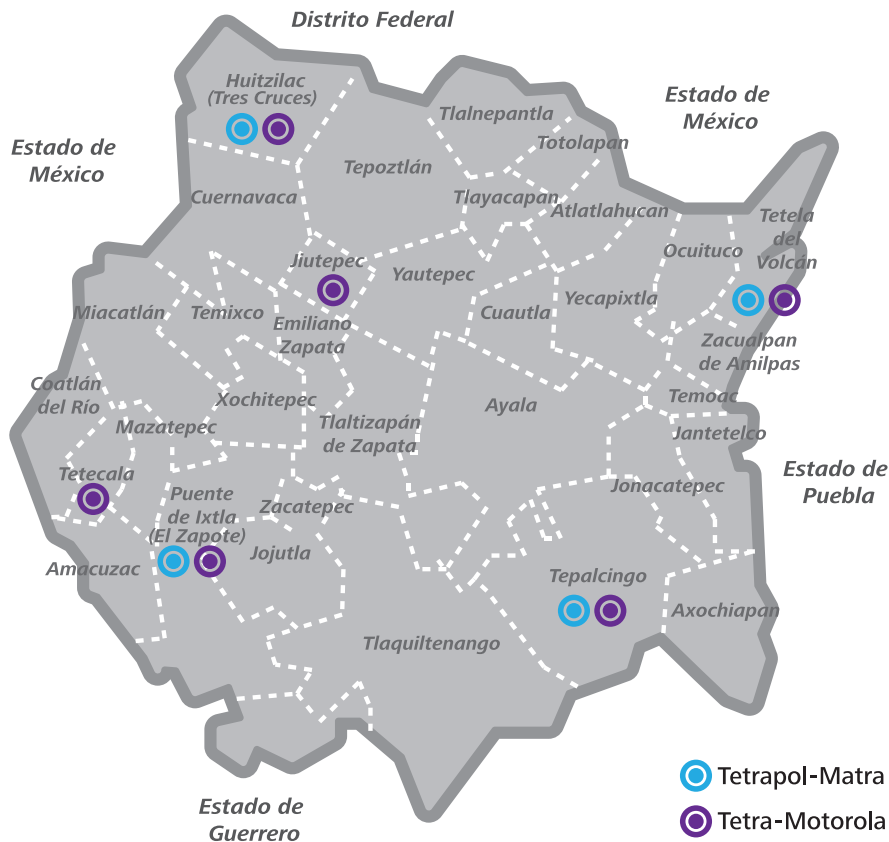 Distrito Federal
Huitzilac
(Tres Cruces)
Tlalnepantla
Estado de
México
Totolapan
Estado de
México
Tepoztlán
Cuernavaca
Tlayacapan
Atlatlahucan
Tetela
del
Volcán
Ocuituco
Jiutepec
Yautepec
Miacatlán
Temixco
Cuautla
Yecapixtla
Emiliano
Zapata
Zacualpan
de Amilpas
Coatlán
del Río
Xochitepec
Ayala
Temoac
Mazatepec
Tlaltizapán
de Zapata
Jantetelco
Tetecala
Puente
de Ixtla
(El Zapote)
Zacatepec
Jonacatepec
Estado de
Puebla
Jojutla
Amacuzac
Tepalcingo
Axochiapan
Tlaquiltenango
Tetrapol-Matra
Tetra-Motorola
Estado de
Guerrero